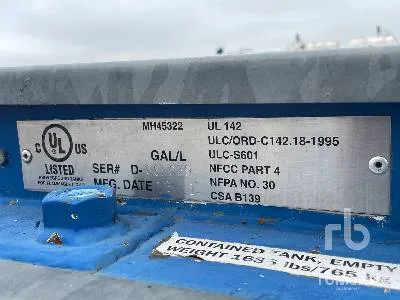 MH45322
UL 142
C UL US
ULC/ORD-C142.18-1995
GAL/L
ULC-S601
LISTED
SER# D-
NFCC PART 4
MFG. DATE
NFPA NO. 30
CSA B139
CONTAINED TANK, EMPTY
WEIGHT 168 lbs/765 KG
rb